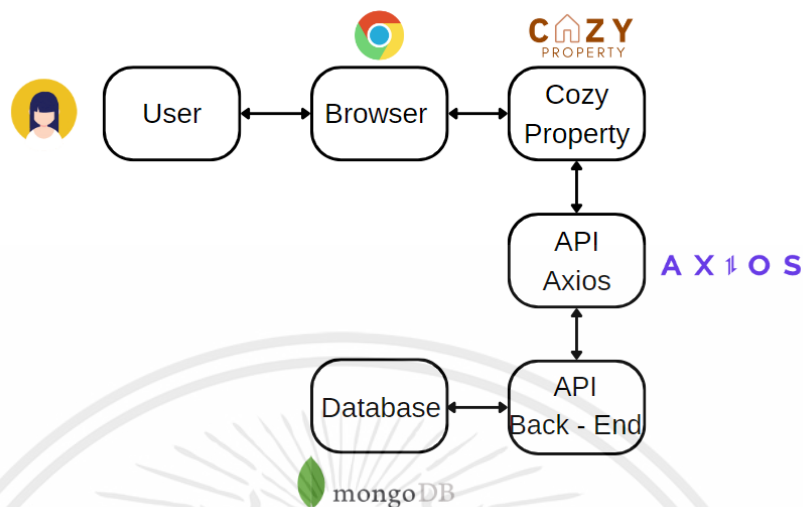 COZY
PROPERTY
User
Browser
Cozy
Property
API
Axios
AXIOS
Database
API
Back - End
mongoDB